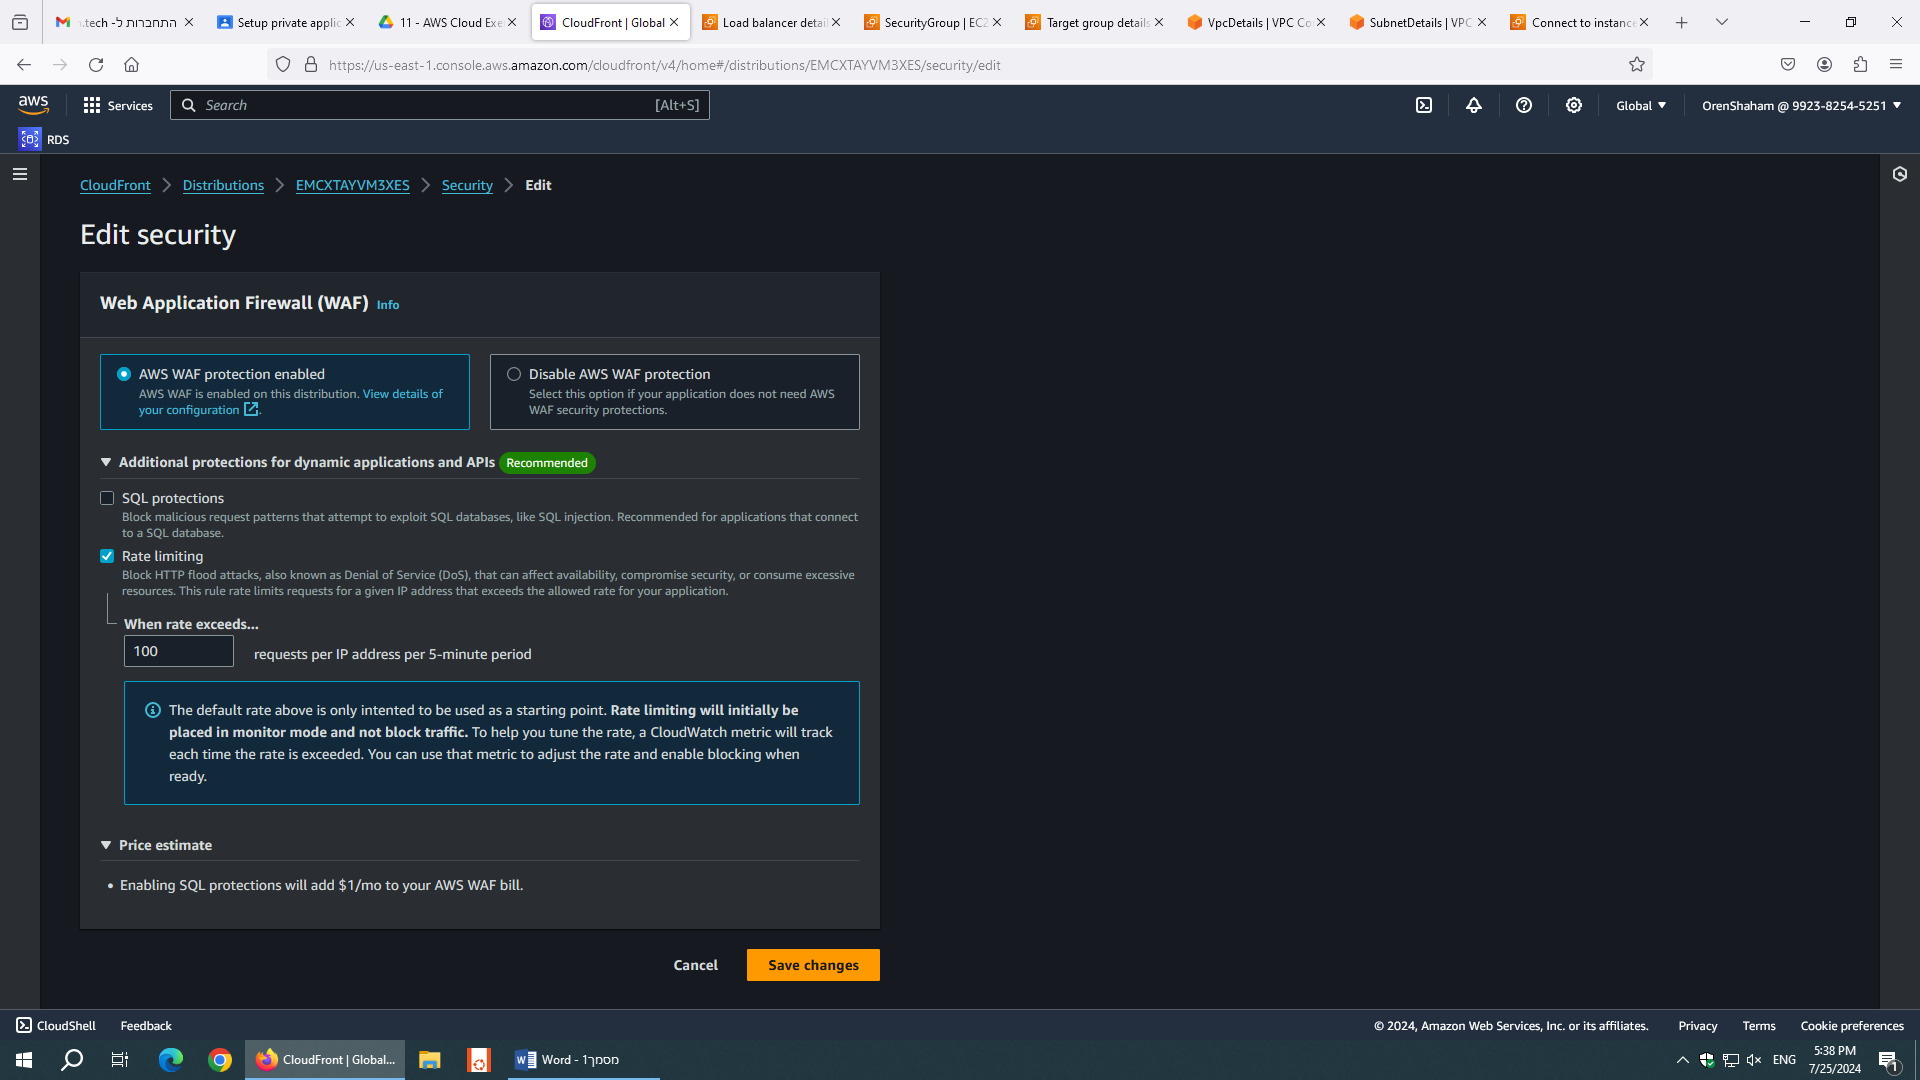 התחברות ל- n.tech
Setup private applic
11 - AWS Cloud Exe
CloudFront | Global
Load balancer detail
SecurityGroup | EC2
Target group details
VpcDetails | VPC Co
SubnetDetails | VPC
Connect to instance
https://us-east-1.console.aws.amazon.com/cloudfront/v4/home#/distributions/EMCXTAYVM3XES/security/edit
aws
Services
Search
[Alt+S]
Global
OrenShaham @ 9923-8254-5251
RDS
CloudFront
Distributions
EMCXTAYVM3XES
Security
Edit
Edit security
Web Application Firewall (WAF) Info
AWS WAF protection enabled
AWS WAF is enabled on this distribution. View details of
your configuration .
Disable AWS WAF protection
Select this option if your application does not need AWS
WAF security protections.
Additional protections for dynamic applications and APIs Recommended
SQL protections
Block malicious request patterns that attempt to exploit SQL databases, like SQL injection. Recommended for applications that connect
to a SQL database.
Rate limiting
Block HTTP flood attacks, also known as Denial of Service (DoS), that can affect availability, compromise security, or consume excessive
resources. This rule rate limits requests for a given IP address that exceeds the allowed rate for your application.
When rate exceeds...
100
requests per IP address per 5-minute period
The default rate above is only intented to be used as a starting point. Rate limiting will initially be
placed in monitor mode and not block traffic. To help you tune the rate, a CloudWatch metric will track
each time the rate is exceeded. You can use that metric to adjust the rate and enable blocking when
ready.
Price estimate
• Enabling SQL protections will add $1/mo to your AWS WAF bill.
Cancel
Save changes
CloudShell
Feedback
© 2024, Amazon Web Services, Inc. or its affiliates.
Privacy
Terms
Cookie preferences
CloudFront | Global...
Word - מסמך1
ENG
5:38 PM
7/25/2024
1